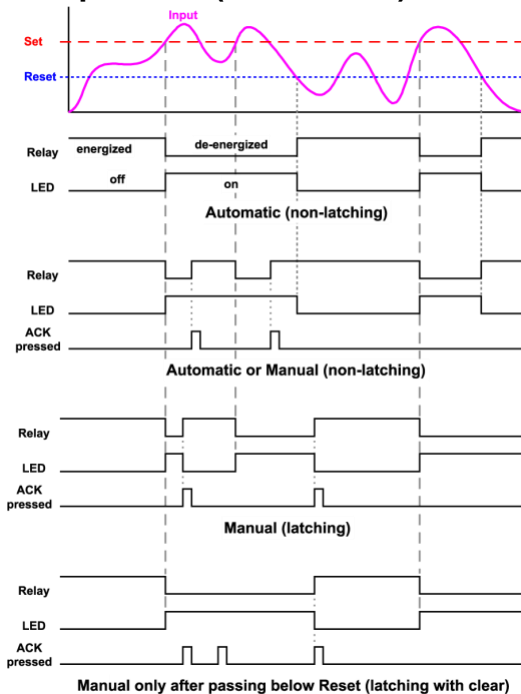 Input
Set
Reset
energized
de-energized
Relay
off
on
LED
Automatic (non-latching)
Relay
LED
ACK
pressed
Automatic or Manual (non-latching)
Relay
LED
ACK
pressed
Manual (latching)
Relay
LED
ACK
pressed
Manual only after passing below Reset (latching with clear)